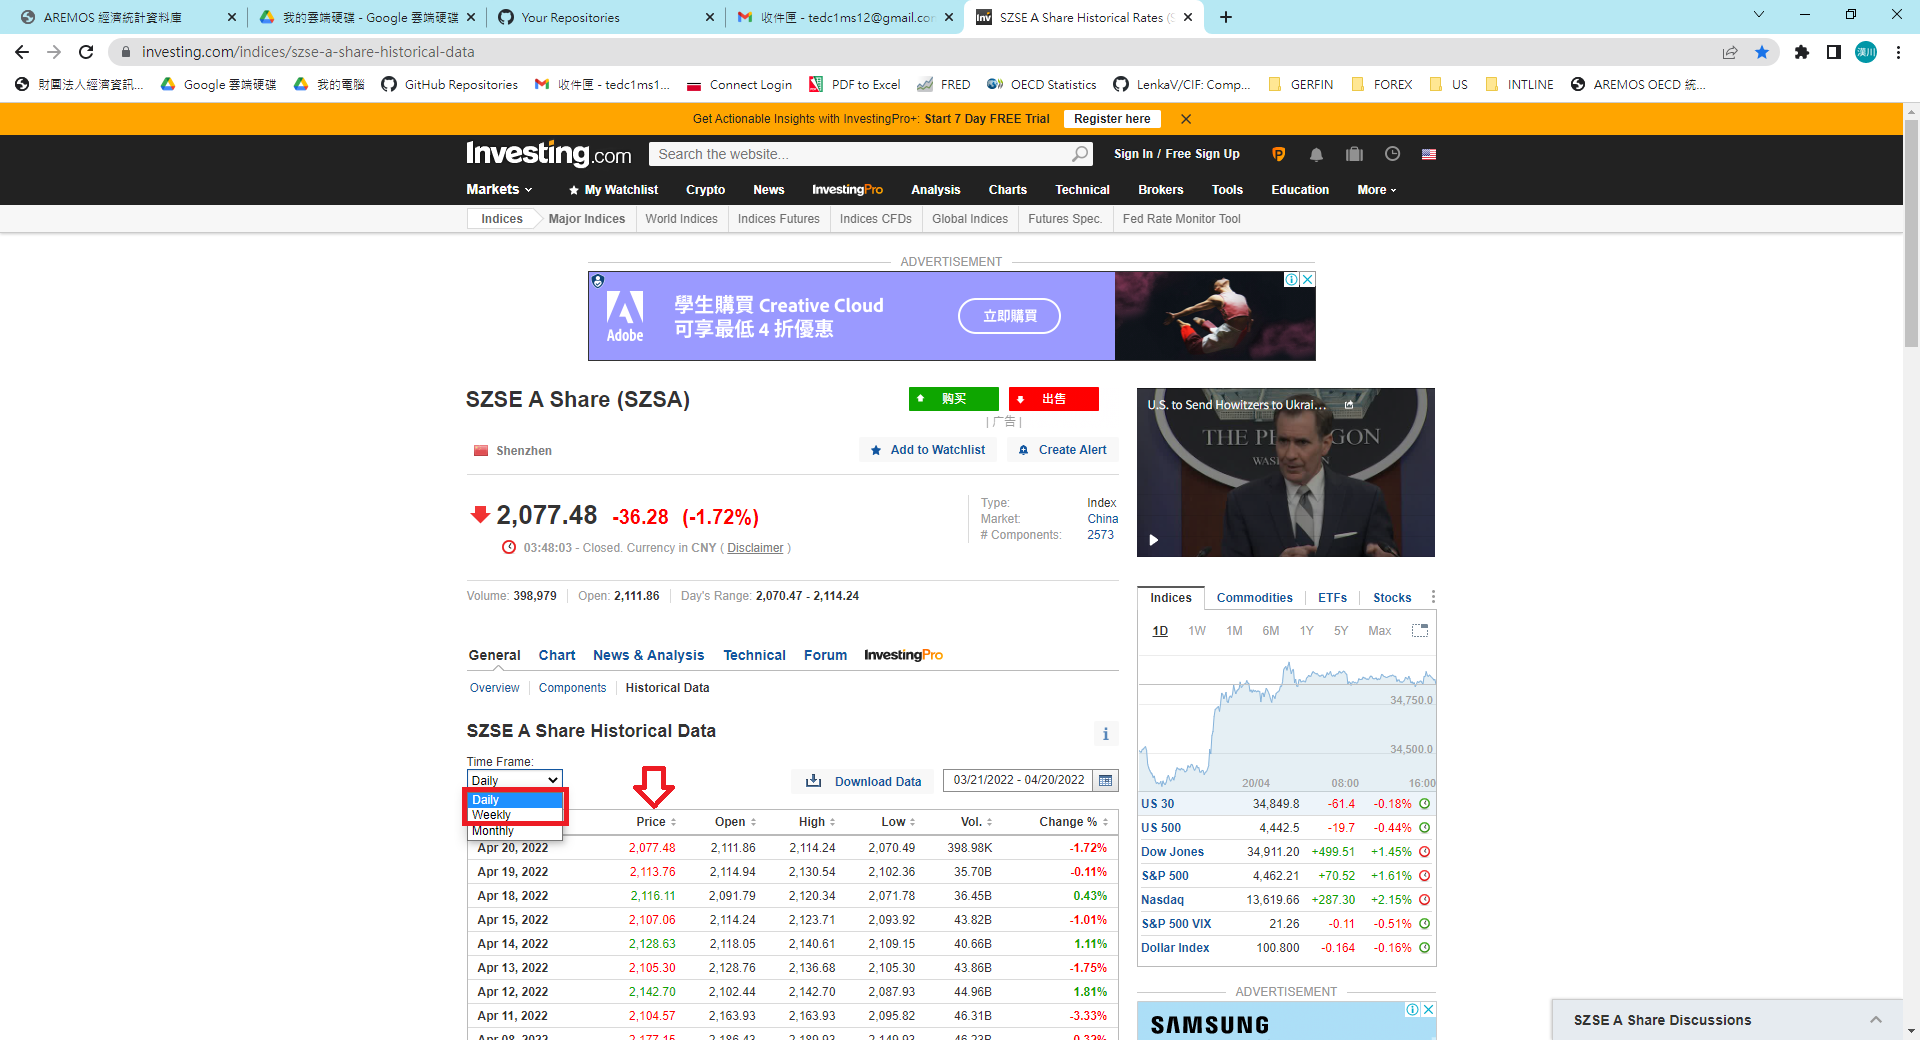 AREMOS 經濟統計資料庫
我的雲端硬碟 - Google 雲端硬碟
Your Repositories
收件匣 - tedc1ms12@gmail.com
SZSE A Share Historical Rates (S
investing.com/indices/szse-a-share-historical-data
漢川
財團法人經濟資訊...
Google 雲端硬碟
我的電腦
GitHub Repositories
收件匣 - tedc1ms1...
Connect Login
PDF to Excel
FRED
OECD Statistics
LenkaV/CIF: Comp...
GERFIN
FOREX
US
INTLINE
AREMOS OECD 統...
Get Actionable Insights with InvestingPro+: Start 7 Day FREE Trial
Register here
Investing.com
Search the website...
Sign In / Free Sign Up
Markets
My Watchlist
Crypto
News
InvestingPro
Analysis
Charts
Technical
Brokers
Tools
Education
More
Indices
Major Indices
World Indices
Indices Futures
Indices CFDs
Global Indices
Futures Spec.
Fed Rate Monitor Tool
ADVERTISEMENT
Adobe
學生購買 Creative Cloud
可享最低 4 折優惠
立即購買
SZSE A Share (SZSA)
购买
出售
| 广告 |
Shenzhen
Add to Watchlist
Create Alert
2,077.48 -36.28 (-1.72%)
03:48:03 - Closed. Currency in CNY ( Disclaimer )
Type: Index
Market: China
# Components: 2573
Volume: 398,979
Open: 2,111.86
Day's Range: 2,070.47 - 2,114.24
General
Chart
News & Analysis
Technical
Forum
InvestingPro
Overview
Components
Historical Data
SZSE A Share Historical Data
Time Frame:
Daily
Daily
Weekly
Monthly
Download Data
03/21/2022 - 04/20/2022
Price Open High Low Vol. Change %
Apr 20, 2022 2,077.48 2,111.86 2,114.24 2,070.49 398.98K -1.72%
Apr 19, 2022 2,113.76 2,114.94 2,130.54 2,102.36 35.70B -0.11%
Apr 18, 2022 2,116.11 2,091.79 2,120.34 2,071.78 36.45B 0.43%
Apr 15, 2022 2,107.06 2,114.24 2,123.71 2,093.92 43.82B -1.01%
Apr 14, 2022 2,128.63 2,118.05 2,140.61 2,109.15 40.66B 1.11%
Apr 13, 2022 2,105.30 2,128.76 2,136.68 2,105.30 43.86B -1.75%
Apr 12, 2022 2,142.70 2,102.44 2,142.70 2,087.93 44.96B 1.81%
Apr 11, 2022 2,104.57 2,163.93 2,163.93 2,095.82 46.31B -3.33%
Apr 08, 2022 2,177.15 2,186.43 2,189.93 2,149.93 46.23B 0.32%
U.S. to Send Howitzers to Ukrai...
THE PE
GON
WAS
Indices
Commodities
ETFs
Stocks
1D 1W 1M 6M 1Y 5Y Max
34,750.0
34,500.0
20/04 08:00 16:00
US 30 34,849.8 -61.4 -0.18%
US 500 4,442.5 -19.7 -0.44%
Dow Jones 34,911.20 +499.51 +1.45%
S&P 500 4,462.21 +70.52 +1.61%
Nasdaq 13,619.66 +287.30 +2.15%
S&P 500 VIX 21.26 -0.11 -0.51%
Dollar Index 100.800 -0.164 -0.16%
ADVERTISEMENT
SAMSUNG
SZSE A Share Discussions